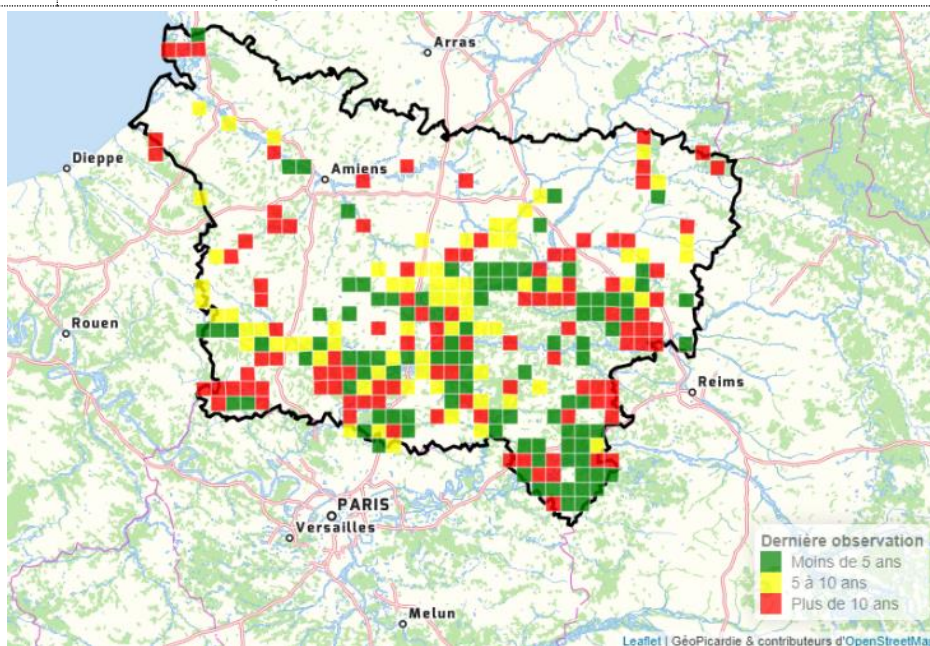 Arras
Dieppe
Amiens
Rouen
Reims
PARIS
Versailles
Dernière observation
Moins de 5 ans
5 à 10 ans
Plus de 10 ans
Melun
Leaflet | GéoPicardie & contributeurs d'OpenStreetMap